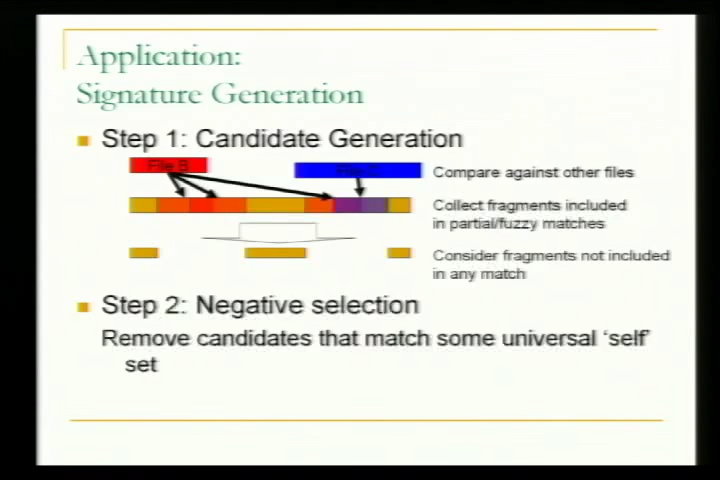 Application:
Signature Generation
Step 1: Candidate Generation
File B
Compare against other files
Collect fragments included
in partial/fuzzy matches
Consider fragments not included
in any match
Step 2: Negative selection
Remove candidates that match some universal 'self'
set